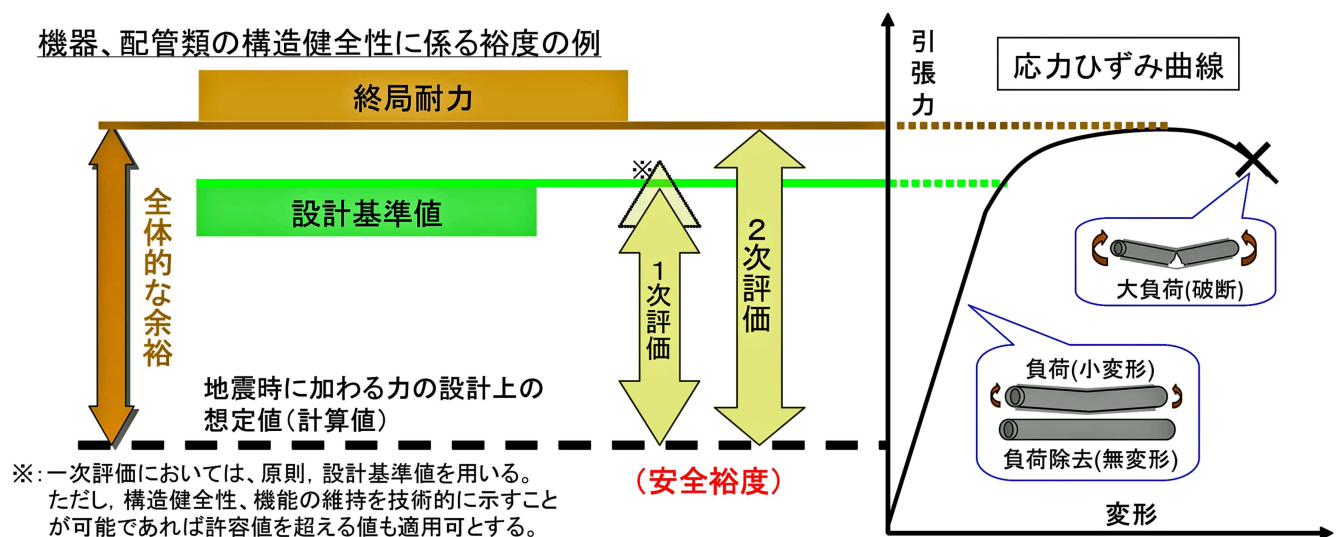 機器、配管類の構造健全性に係る裕度の例
終局耐力
設計基準値
全体的な余裕
※
1次評価
2次評価
地震時に加わる力の設計上の
想定値(計算値)
(安全裕度)
※:一次評価においては、原則, 設計基準値を用いる。
ただし, 構造健全性、機能の維持を技術的に示すこと
が可能であれば許容値を超える値も適用可とする。
引張力
応力ひずみ曲線
大負荷(破断)
負荷(小変形)
負荷除去(無変形)
変形